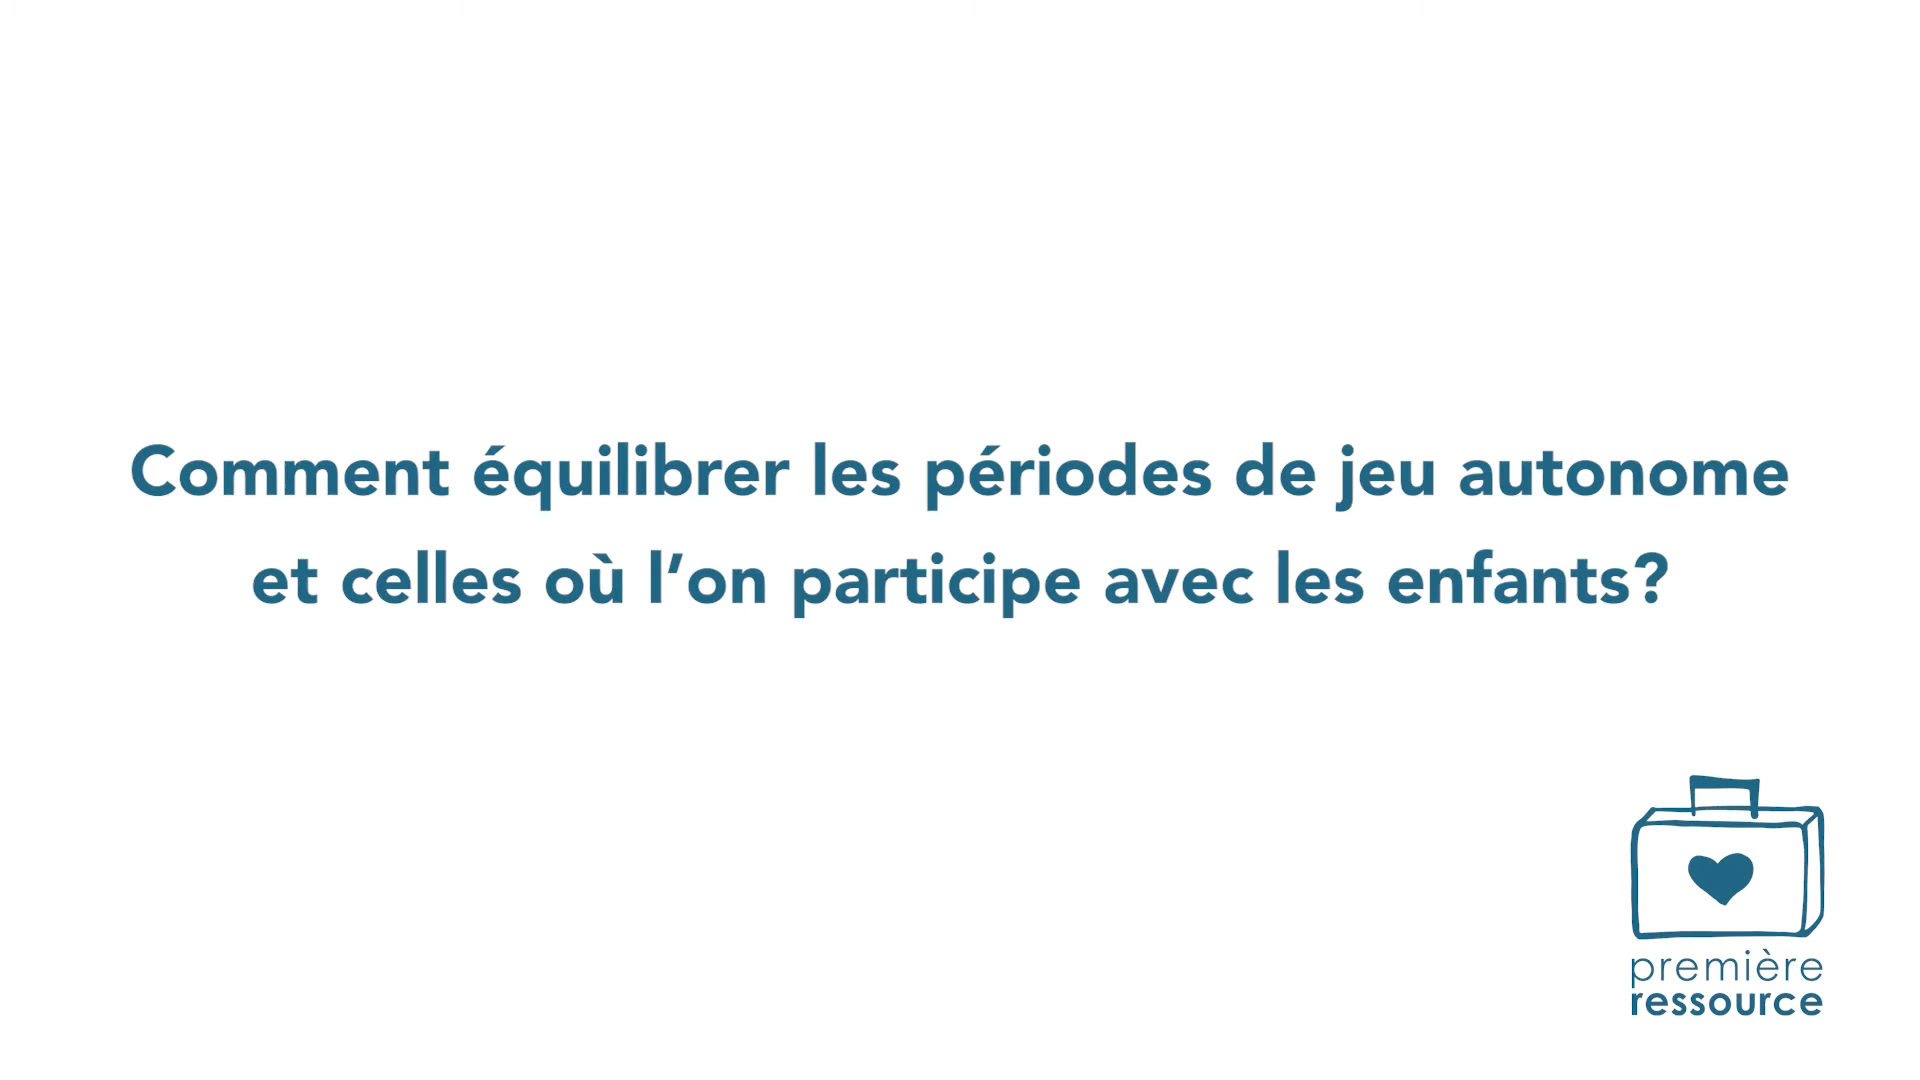 Comment équilibrer les périodes de jeu autonome
et celles où l’on participe avec les enfants?
première
ressource